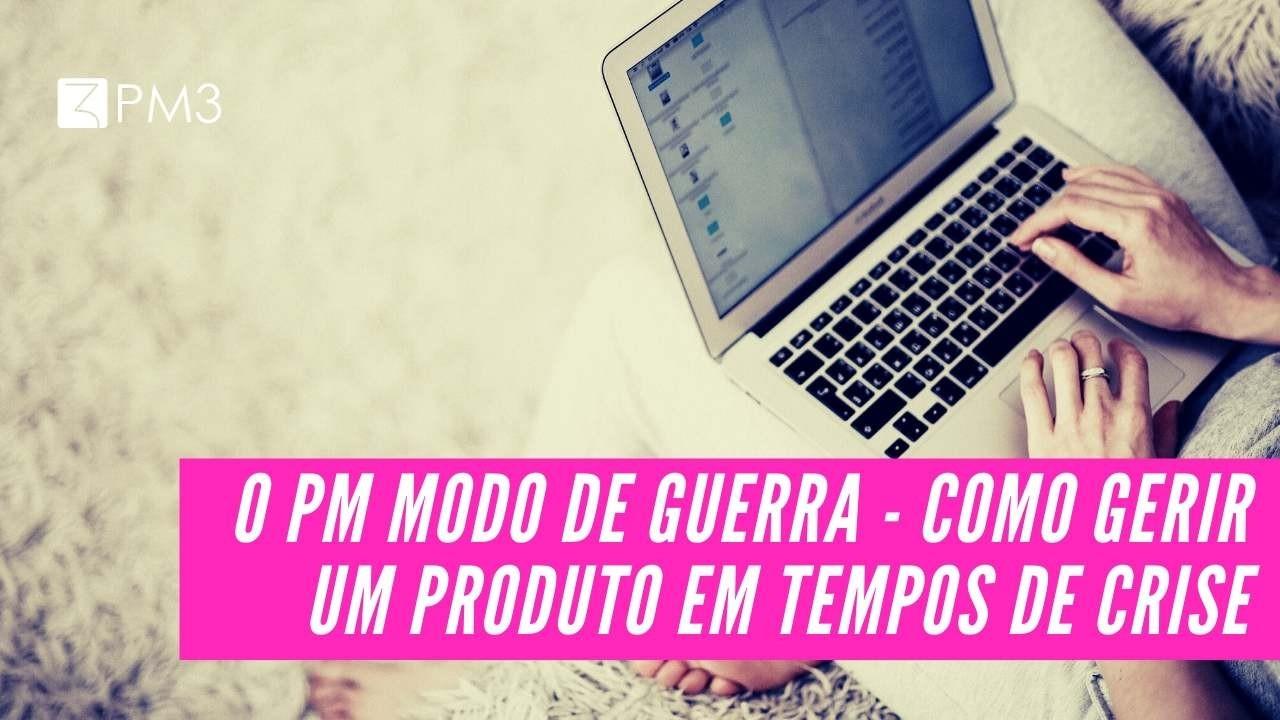 PM3
O PM MODO DE GUERRA - COMO GERIR
UM PRODUTO EM TEMPOS DE CRISE